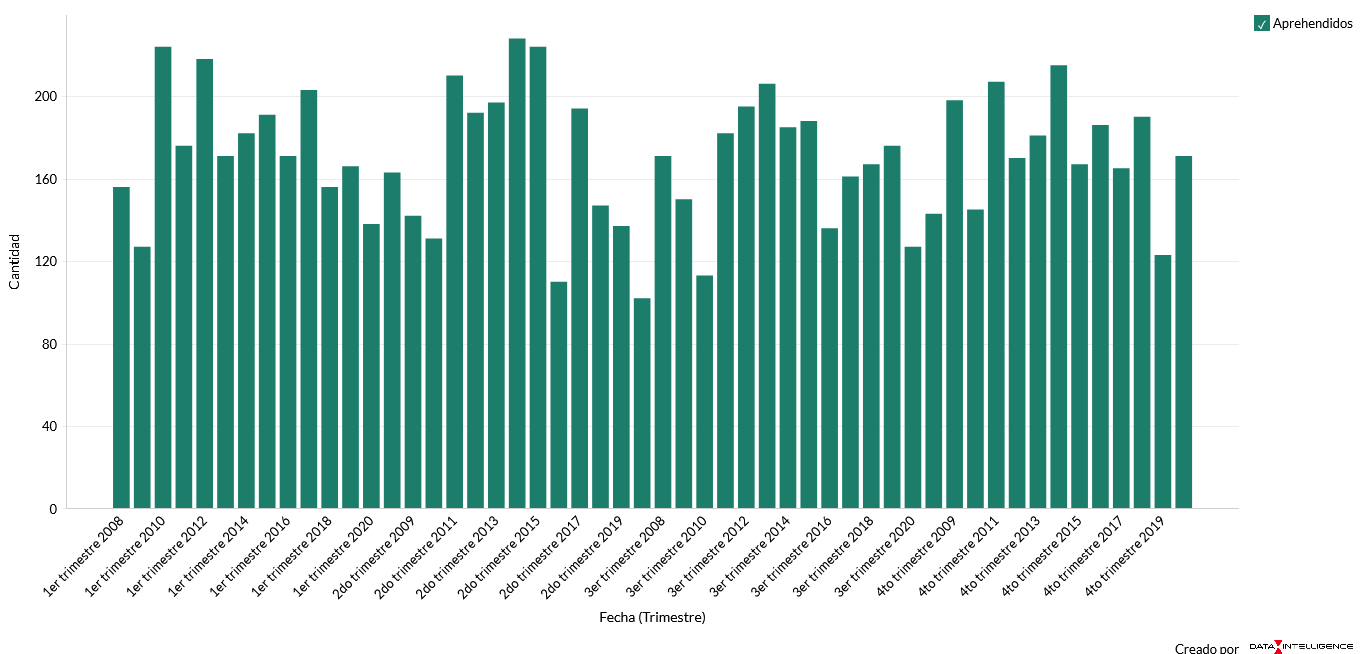 Aprehendidos
200
160
120
80
40
0
Cantidad
1er trimestre 2008
1er trimestre 2010
1er trimestre 2012
1er trimestre 2014
1er trimestre 2016
1er trimestre 2018
1er trimestre 2020
2do trimestre 2009
2do trimestre 2011
2do trimestre 2013
2do trimestre 2015
2do trimestre 2017
2do trimestre 2019
3er trimestre 2008
3er trimestre 2010
3er trimestre 2012
3er trimestre 2014
3er trimestre 2016
3er trimestre 2018
3er trimestre 2020
4to trimestre 2009
4to trimestre 2011
4to trimestre 2013
4to trimestre 2015
4to trimestre 2017
4to trimestre 2019
Fecha (Trimestre)
Creado por DATA INTELLIGENCE